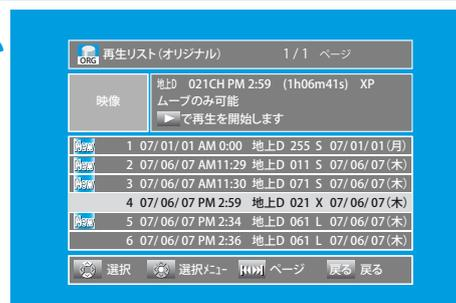 ORG 再生リスト(オリジナル) 1/1 ページ
映像
地上D 021CH PM 2:59 (1h06m41s) XP
ムーブのみ可能
で再生を開始します
New 1 07/01/01 AM 0:00 地上D 255 S 07/01/01(月)
New 2 06/06/07 AM11:29 地上D 011 S 07/06/07(木)
New 3 07/06/07 AM11:30 地上D 071 S 07/06/07(木)
4 07/06/07 PM 2:59 地上D 021 X 07/06/07(木)
New 5 07/06/07 PM 2:34 地上D 061 L 07/06/07(木)
6 07/06/07 PM 2:36 地上D 061 L 07/06/07(木)
選択 選択メニュー ページ 戻る 戻る